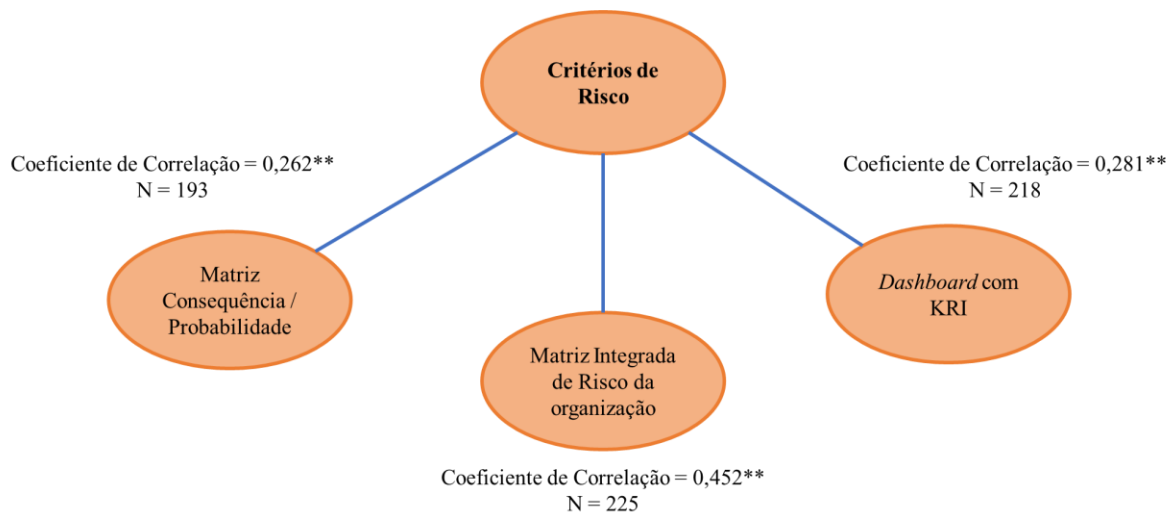 Critérios de
Risco
Coeficiente de Correlação = 0,262**
N = 193
Coeficiente de Correlação = 0,281**
N = 218
Matriz
Consequência /
Probabilidade
Dashboard com
KRI
Matriz Integrada
de Risco da
organização
Coeficiente de Correlação = 0,452**
N = 225